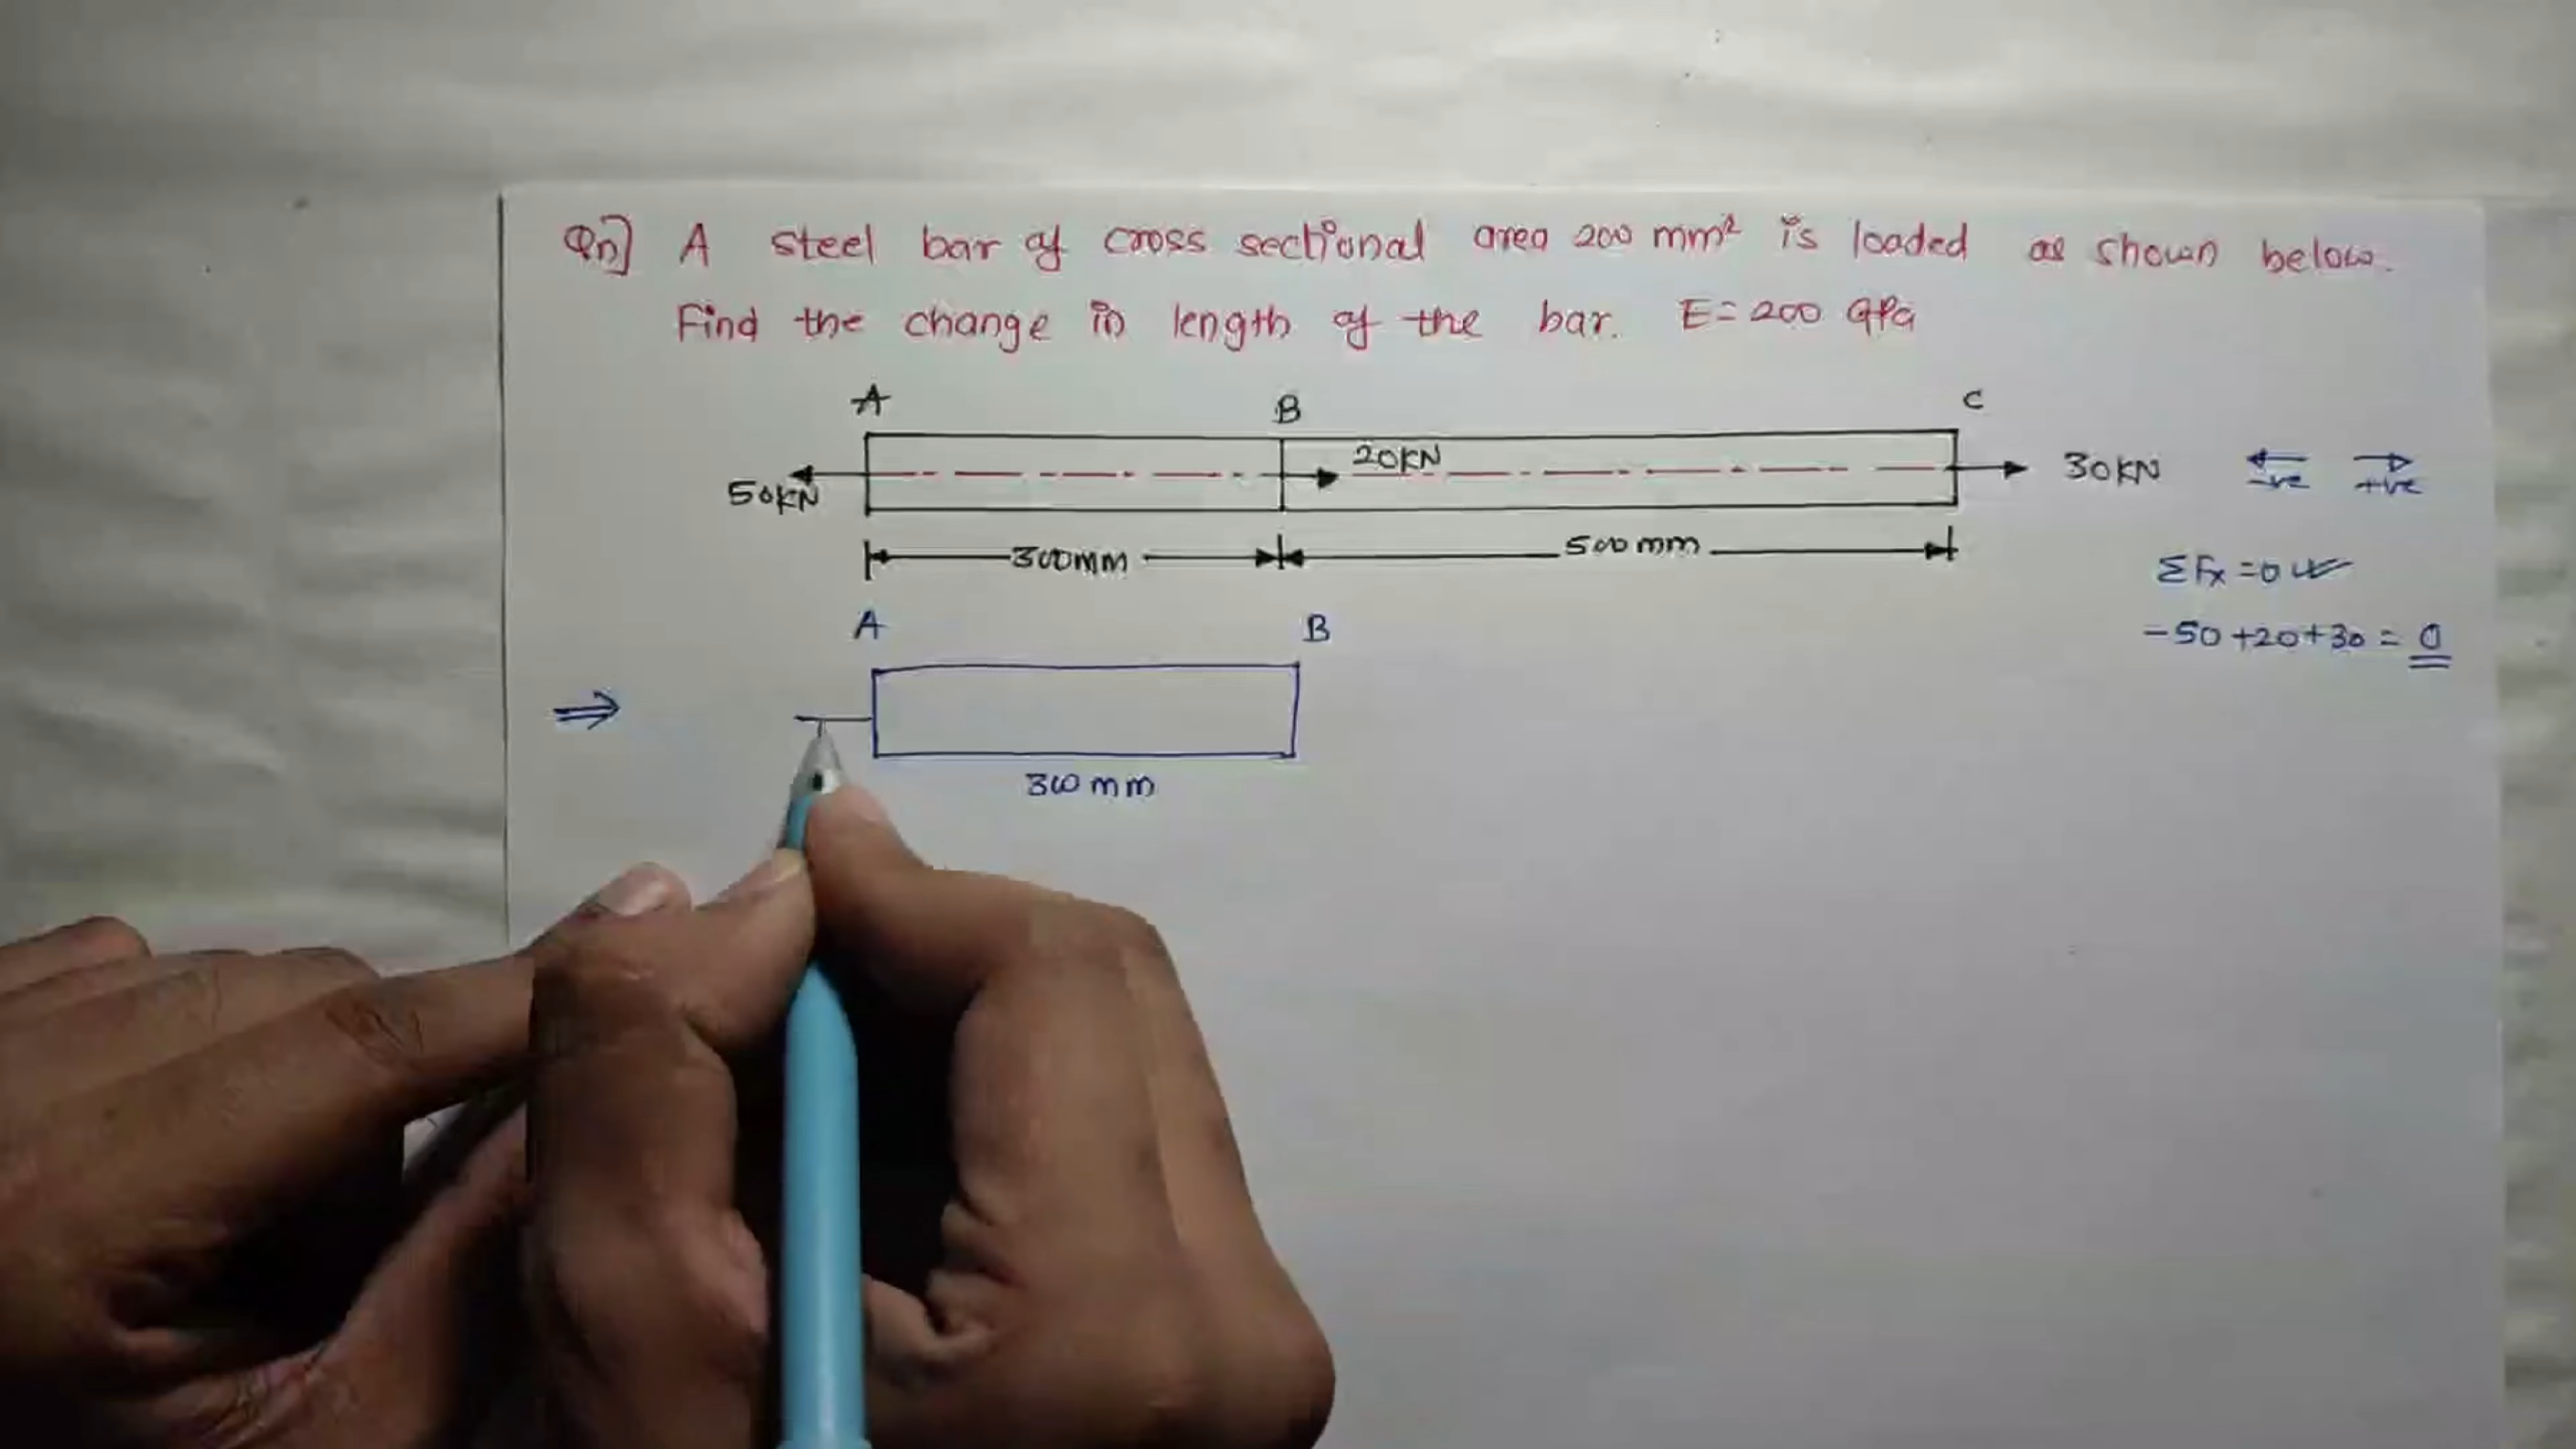 Qn] A steel bar of cross sectional area 200 mm² is loaded as shown below.
Find the change in length of the bar. E = 200 GPa
A B C
50KN 20KN 30KN -ve +ve
300mm 500mm
ΣFx = 0
-50 +20+30 = 0
A B
⇒
300 mm